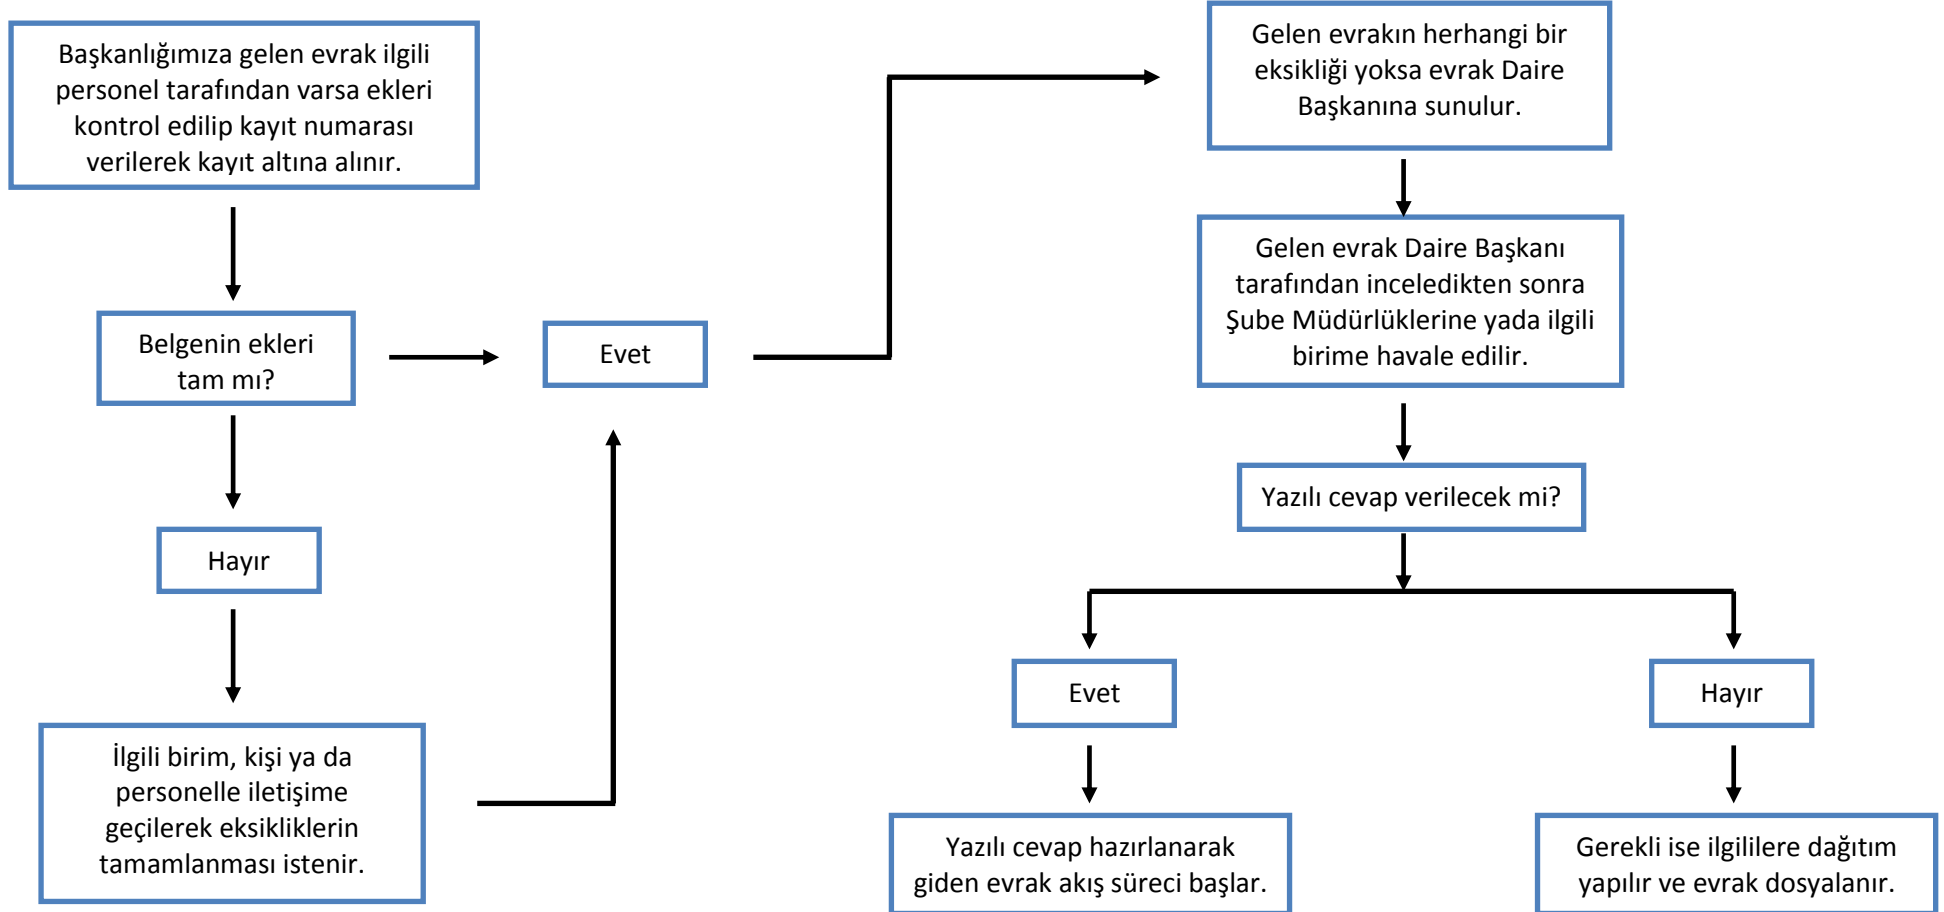 Başkanlığımıza gelen evrak ilgili
personel tarafından varsa ekleri
kontrol edilip kayıt numarası
verilerek kayıt altına alınır.
Belgenin ekleri
tam mı?
Evet
Hayır
İlgili birim, kişi ya da
personelle iletişime
geçilerek eksikliklerin
tamamlanması istenir.
Gelen evrakın herhangi bir
eksikliği yoksa evrak Daire
Başkanına sunulur.
Gelen evrak Daire Başkanı
tarafından inceledikten sonra
Şube Müdürlüklerine yada ilgili
birime havale edilir.
Yazılı cevap verilecek mi?
Evet
Hayır
Yazılı cevap hazırlanarak
giden evrak akış süreci başlar.
Gerekli ise ilgililere dağıtım
yapılır ve evrak dosyalanır.